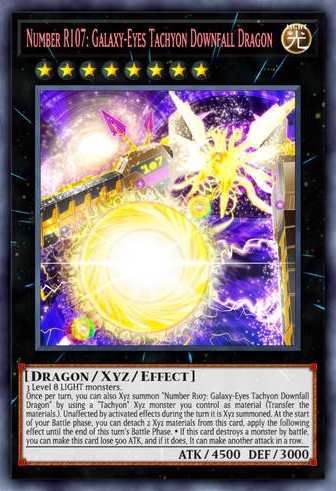 Number R107: Galaxy-Eyes Tachyon Downfall Dragon
LIGHT
光
107
[Dragon / Xyz / Effect]
3 Level 8 LIGHT monsters.
Once per turn, you can also Xyz summon "Number R107: Galaxy-Eyes Tachyon Downfall
Dragon" by using a "Tachyon" Xyz monster you control as material (Transfer the
materials.). Unaffected by activated effects during the turn it is Xyz summoned. At the start
of your Battle phase, you can detach 2 Xyz materials from this card, apply the following
effect until the end of this turn's Battle Phase. • If this card destroys a monster by battle,
you can make this card lose 500 ATK, and if it does, It can make another attack in a row.
ATK / 4500 DEF / 3000